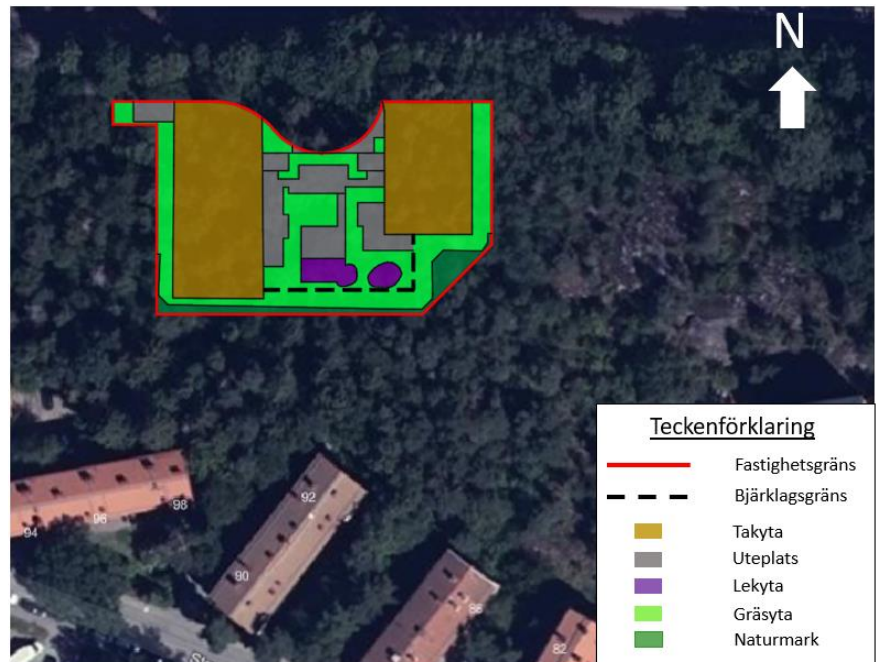 N
Teckenförklaring
Fastighetsgräns
Bjärklagsgräns
Takyta
Uteplats
Lekyta
Gräsyta
Naturmark
92
98
96
94
90
86
82